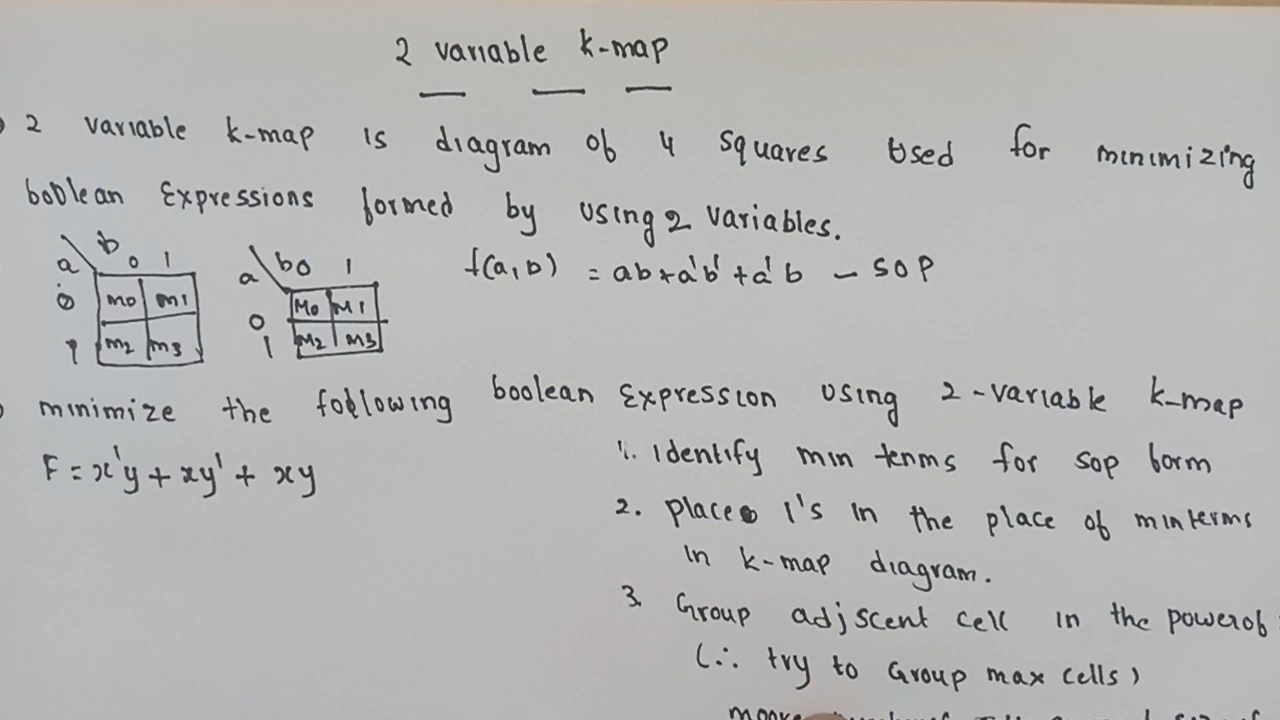 2 variable k-map
2 variable k-map is diagram of 4 squares used for minimizing
boolean Expressions formed by using 2 variables.
a b 0 1
0 m0 m1
1 m2 m3
a b 0 1
0 M0 M1
1 M2 M3
f(a,b) = ab+a'b'+a'b - SOP
minimize the following boolean Expression using 2-variable k-map
F = x'y + xy' + xy
1. Identify min tenms for sop form
2. place 1's in the place of minterms
in k-map diagram.
3. Group adjscent cell in the power of
(∴ try to Group max cells)